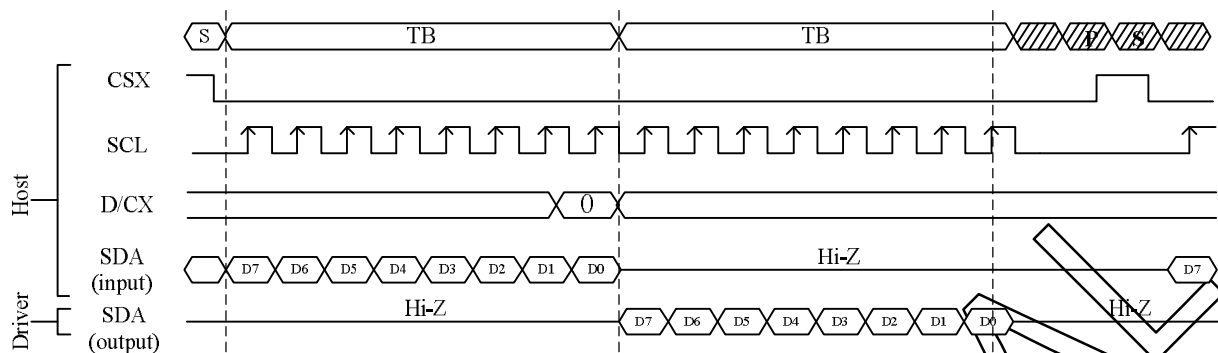 S TB TB P S
CSX
SCL
D/CX 0
Host
SDA
(input)
D7 D6 D5 D4 D3 D2 D1 D0 Hi-Z D7
Driver
SDA
(output)
Hi-Z D7 D6 D5 D4 D3 D2 D1 D0 Hi-Z